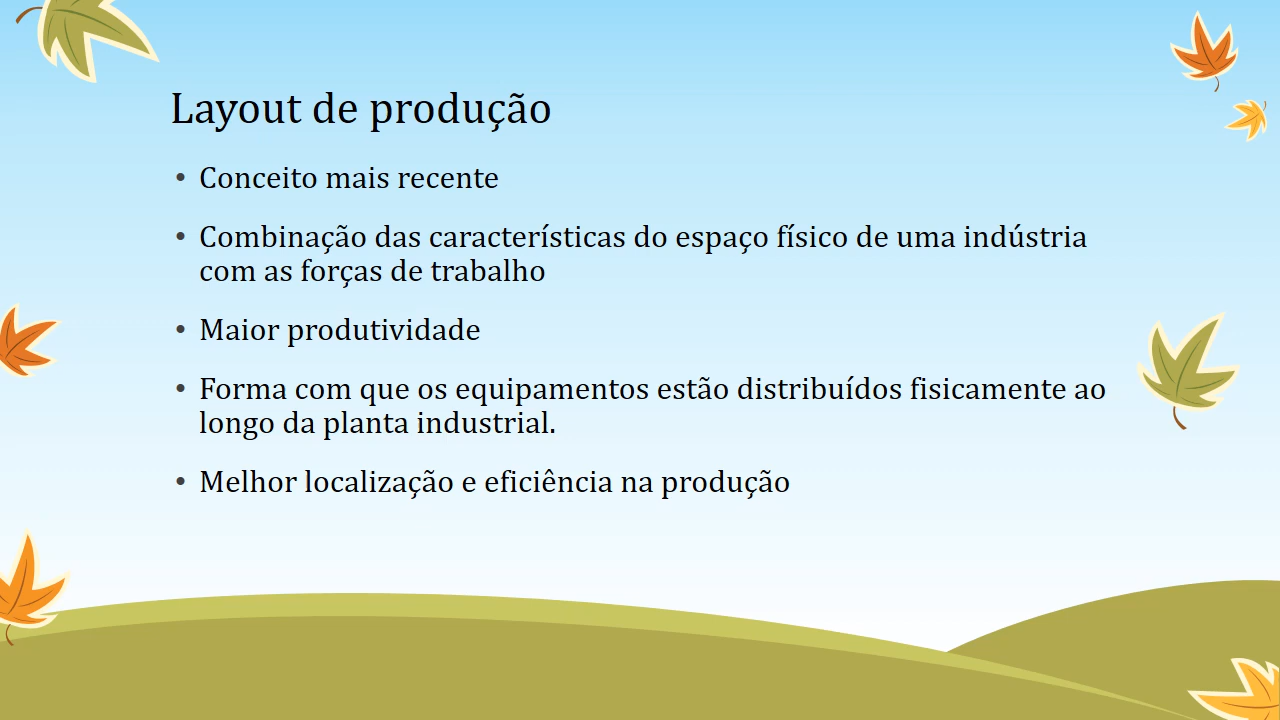 Layout de produção
• Conceito mais recente
• Combinação das características do espaço físico de uma indústria
com as forças de trabalho
• Maior produtividade
• Forma com que os equipamentos estão distribuídos fisicamente ao
longo da planta industrial.
• Melhor localização e eficiência na produção